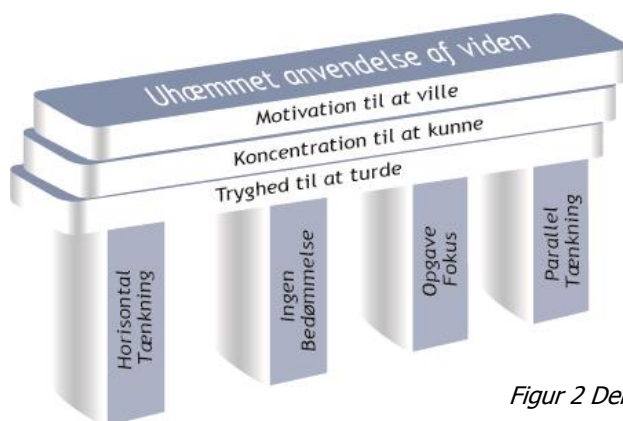 Uhæmmet anvendelse af viden
Motivation til at ville
Koncentration til at kunne
Tryghed til at turde
Horisontal
Tænkning
Ingen
Bedømmelse
Opgave
Fokus
Parallel
Tænkning
Figur 2 De